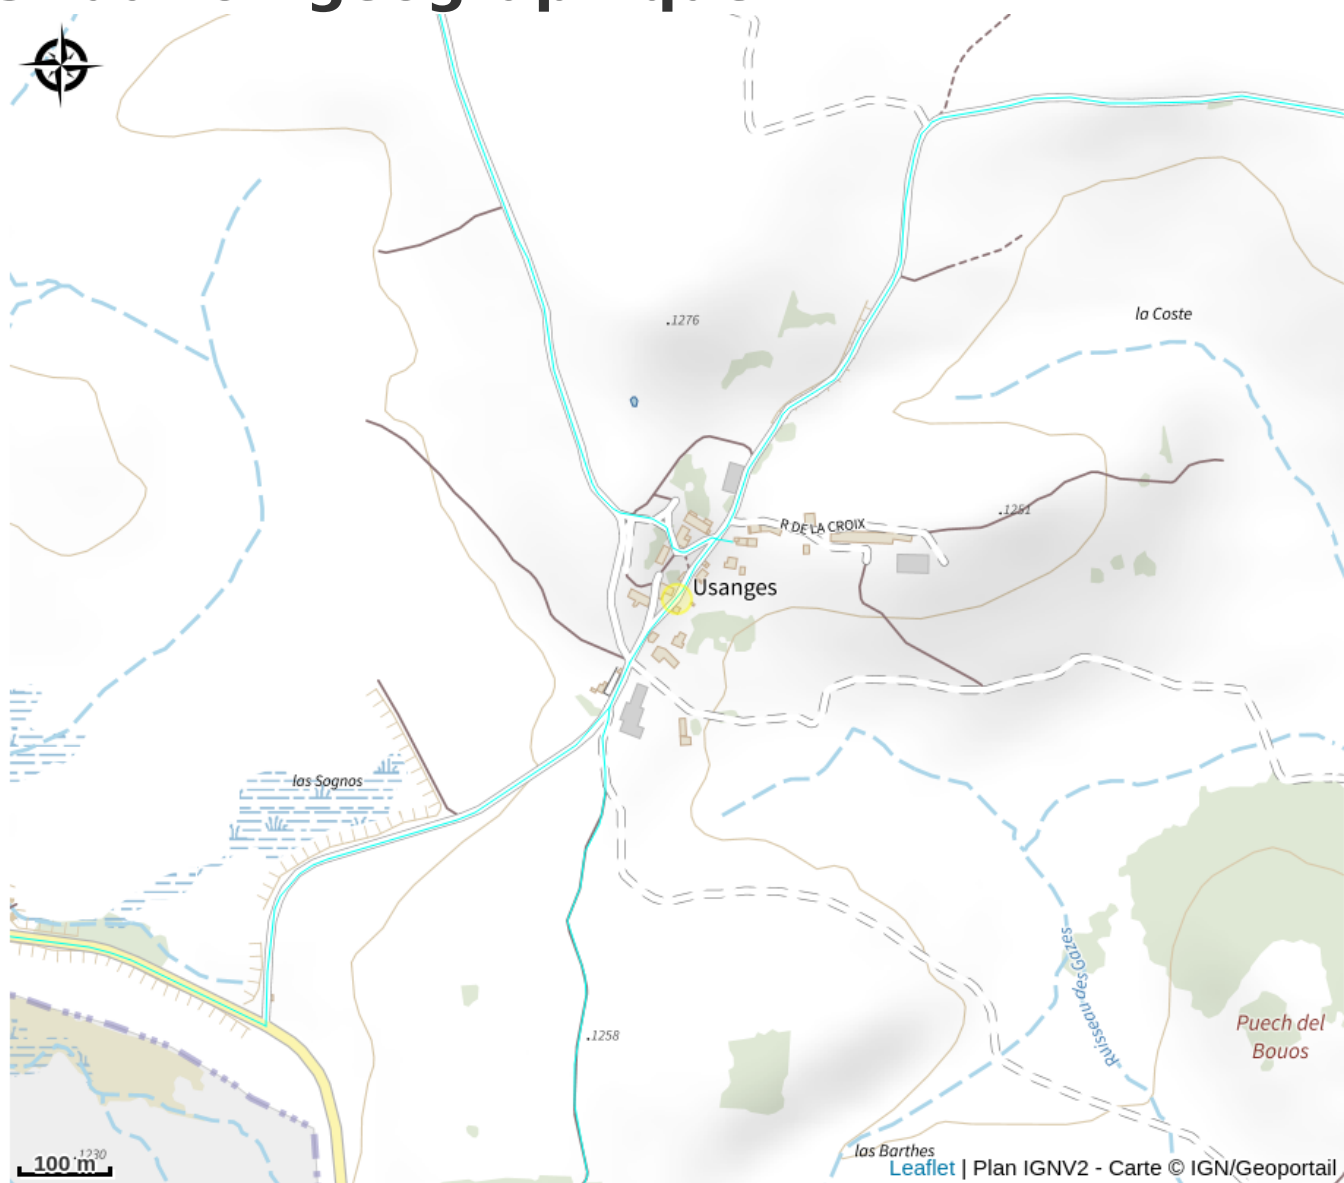 la Coste
.1276
R DE LA CROIX
.1251
Usanges
las Sognos
Ruisseau des Gazes
.1258
Puech del
Bouos
las Barthes
.1230
100 m
Leaflet | Plan IGNV2 - Carte © IGN/Geoportail